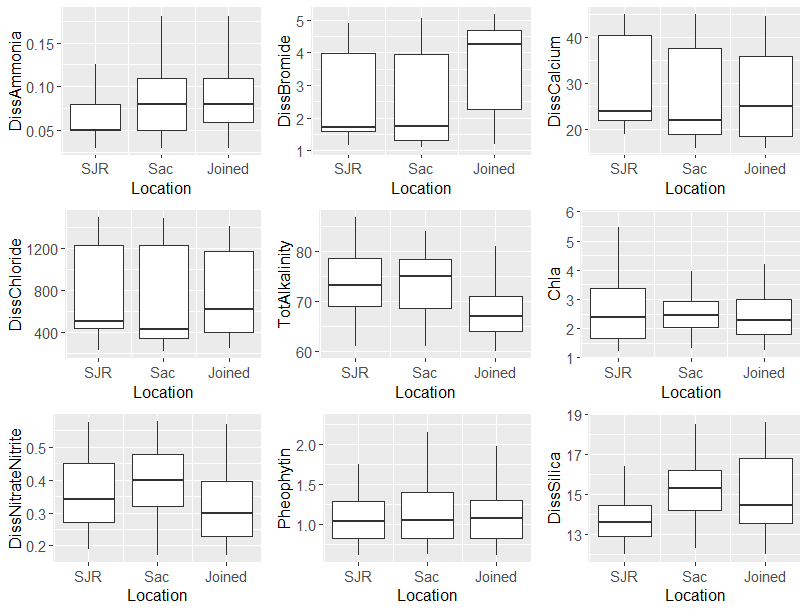 DissAmmonia
0.15
0.10
0.05
SJR Sac Joined
Location
DissBromide
5
4
3
2
1
SJR Sac Joined
Location
DissCalcium
40
30
20
SJR Sac Joined
Location
DissChloride
1200
800
400
SJR Sac Joined
Location
TotAlkalinity
80
70
60
SJR Sac Joined
Location
Chla
6
5
4
3
2
1
SJR Sac Joined
Location
DissNitrateNitrite
0.5
0.4
0.3
0.2
SJR Sac Joined
Location
Pheophytin
2.0
1.5
1.0
SJR Sac Joined
Location
DissSilica
19
17
15
13
SJR Sac Joined
Location